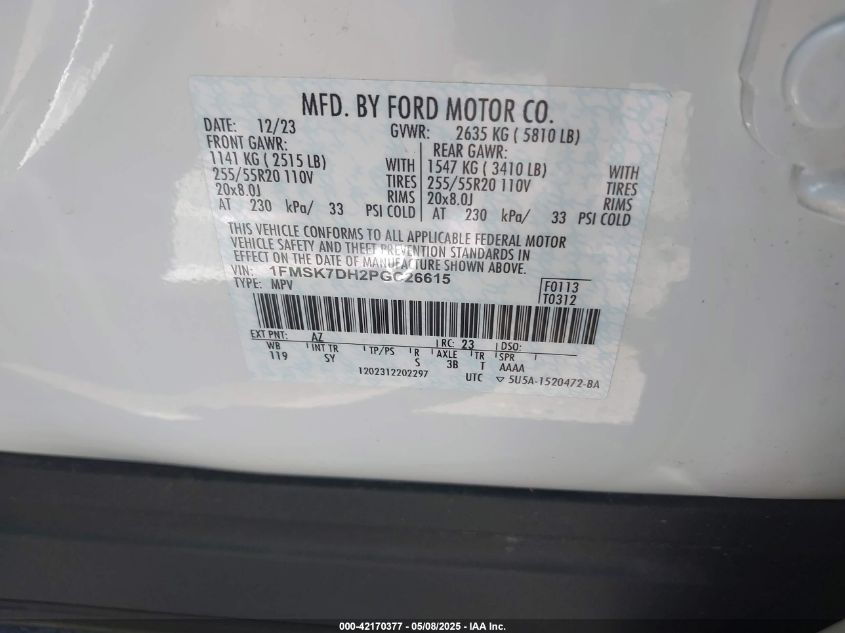 MFD. BY FORD MOTOR CO.
DATE: 12/23 GVWR: 2635 KG ( 5810 LB)
FRONT GAWR: REAR GAWR:
1141 KG ( 2515 LB) WITH 1547 KG ( 3410 LB) WITH
255/55R20 110V TIRES 255/55R20 110V TIRES
20x8.0J RIMS 20x8.0J RIMS
AT 230 kPa/ 33 PSI COLD AT 230 kPa/ 33 PSI COLD
THIS VEHICLE CONFORMS TO ALL APPLICABLE FEDERAL MOTOR
VEHICLE SAFETY AND THEFT PREVENTION STANDARDS IN
EFFECT ON THE DATE OF MANUFACTURE SHOWN ABOVE.
VIN: 1FMSK7DH2PGC26615 F0113
TYPE: MPV T0312
EXT PNT: AZ RC: 23 DSO:
WB INT TR TP/PS R AXLE TR SPR
119 SY S 3B T AAAA
1202312202297 UTC ▽ 5U5A-1520472-BA
000-42170377 - 05/08/2025 - IAA Inc.